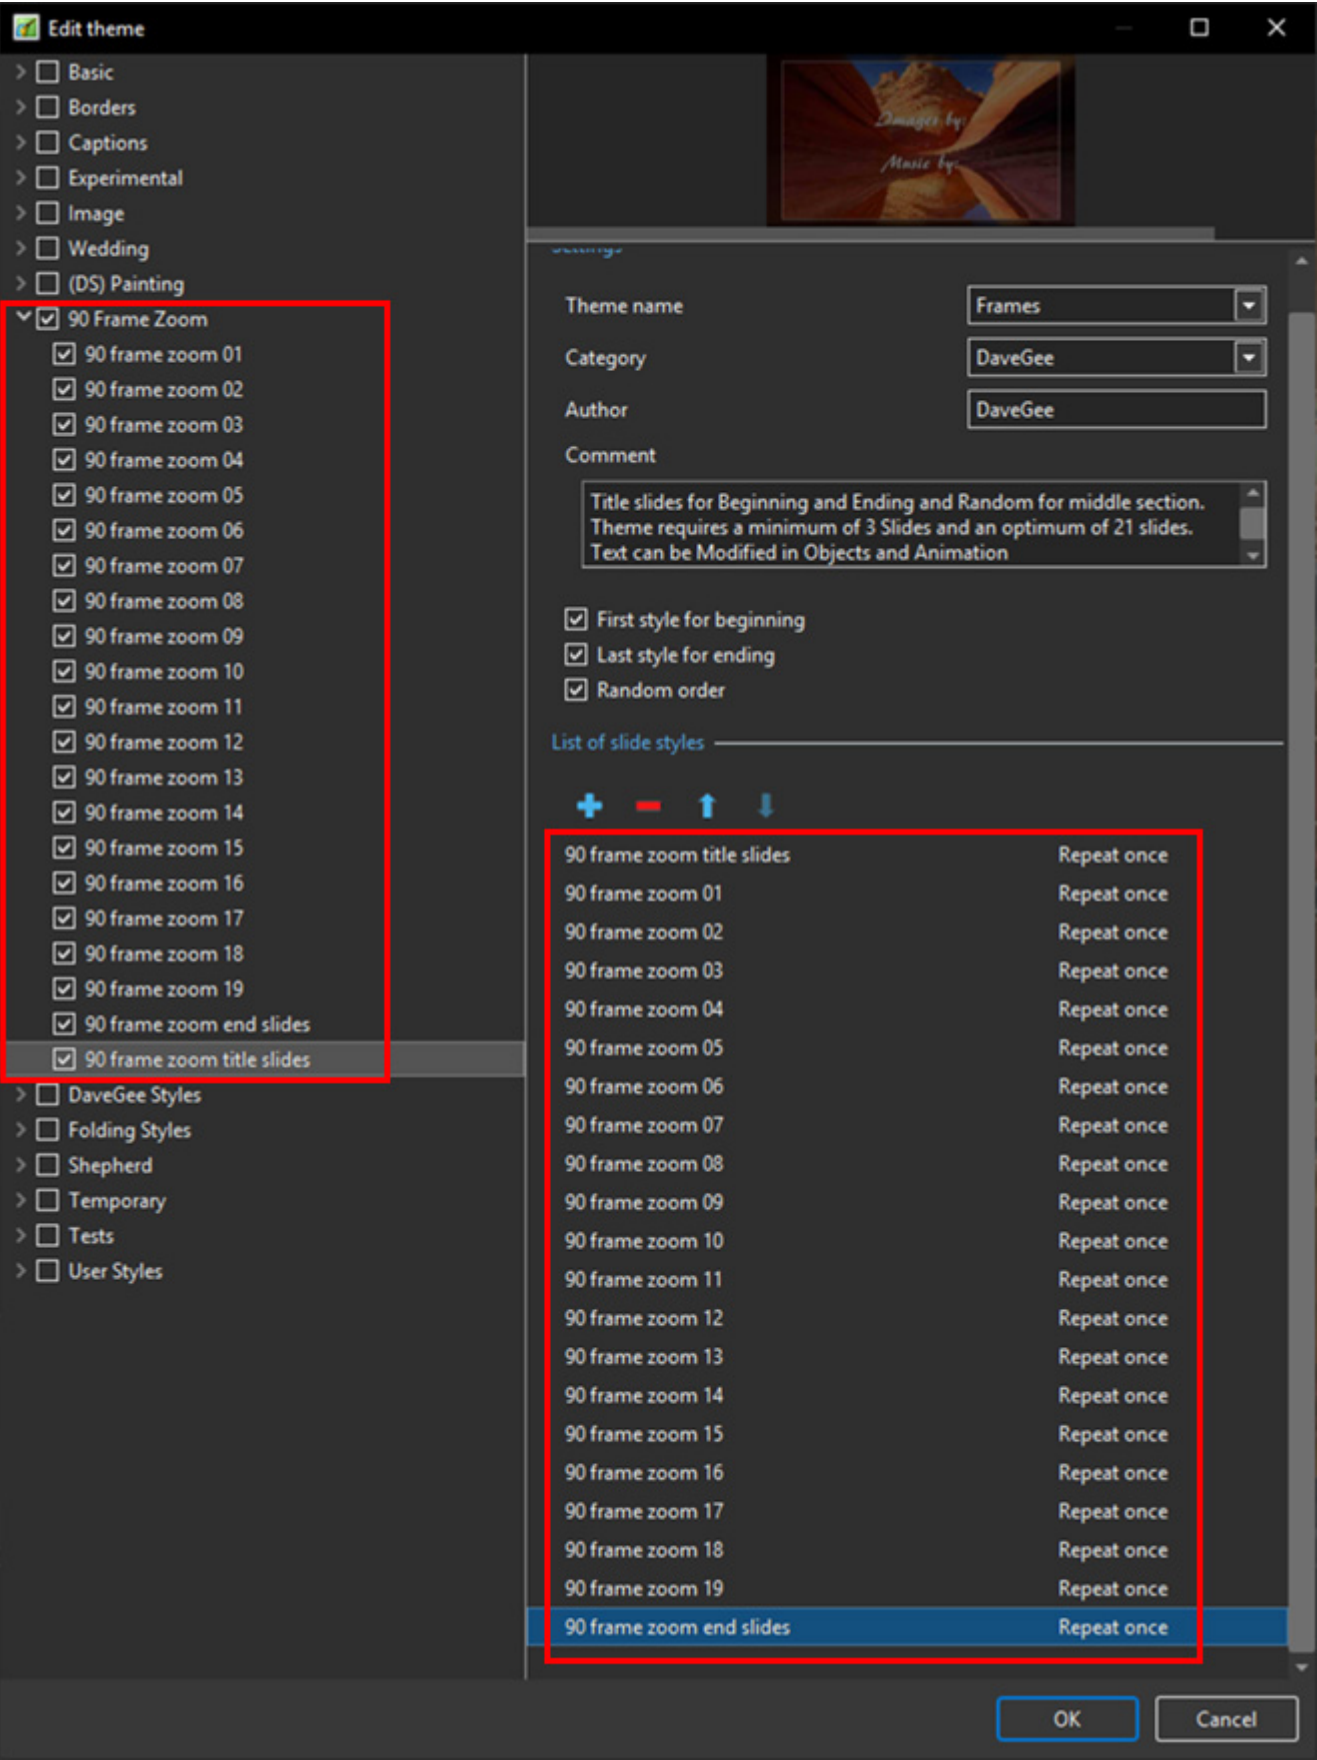 Edit theme
Basic
Borders
Captions
Experimental
Image
Wedding
(DS) Painting
90 Frame Zoom
90 frame zoom 01
90 frame zoom 02
90 frame zoom 03
90 frame zoom 04
90 frame zoom 05
90 frame zoom 06
90 frame zoom 07
90 frame zoom 08
90 frame zoom 09
90 frame zoom 10
90 frame zoom 11
90 frame zoom 12
90 frame zoom 13
90 frame zoom 14
90 frame zoom 15
90 frame zoom 16
90 frame zoom 17
90 frame zoom 18
90 frame zoom 19
90 frame zoom end slides
90 frame zoom title slides
DaveGee Styles
Folding Styles
Shepherd
Temporary
Tests
User Styles
Images by:
Music by:
Settings
Theme name Frames
Category DaveGee
Author DaveGee
Comment
Title slides for Beginning and Ending and Random for middle section.
Theme requires a minimum of 3 Slides and an optimum of 21 slides.
Text can be Modified in Objects and Animation
First style for beginning
Last style for ending
Random order
List of slide styles
90 frame zoom title slides Repeat once
90 frame zoom 01 Repeat once
90 frame zoom 02 Repeat once
90 frame zoom 03 Repeat once
90 frame zoom 04 Repeat once
90 frame zoom 05 Repeat once
90 frame zoom 06 Repeat once
90 frame zoom 07 Repeat once
90 frame zoom 08 Repeat once
90 frame zoom 09 Repeat once
90 frame zoom 10 Repeat once
90 frame zoom 11 Repeat once
90 frame zoom 12 Repeat once
90 frame zoom 13 Repeat once
90 frame zoom 14 Repeat once
90 frame zoom 15 Repeat once
90 frame zoom 16 Repeat once
90 frame zoom 17 Repeat once
90 frame zoom 18 Repeat once
90 frame zoom 19 Repeat once
90 frame zoom end slides Repeat once
OK Cancel